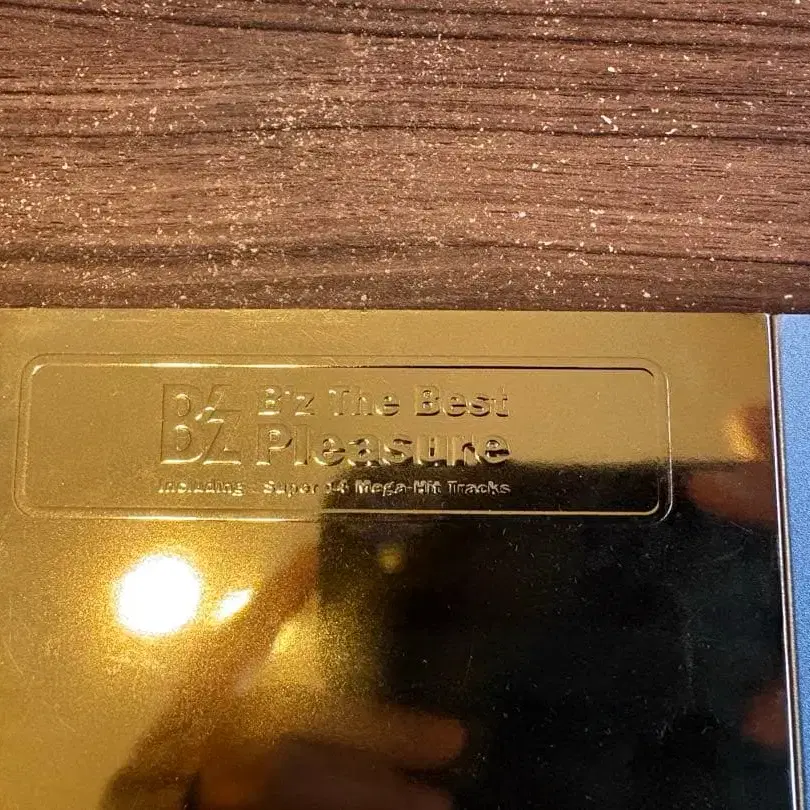 B'z B'z The Best
Pleasure
Including : Super 14 Mega-Hit Tracks